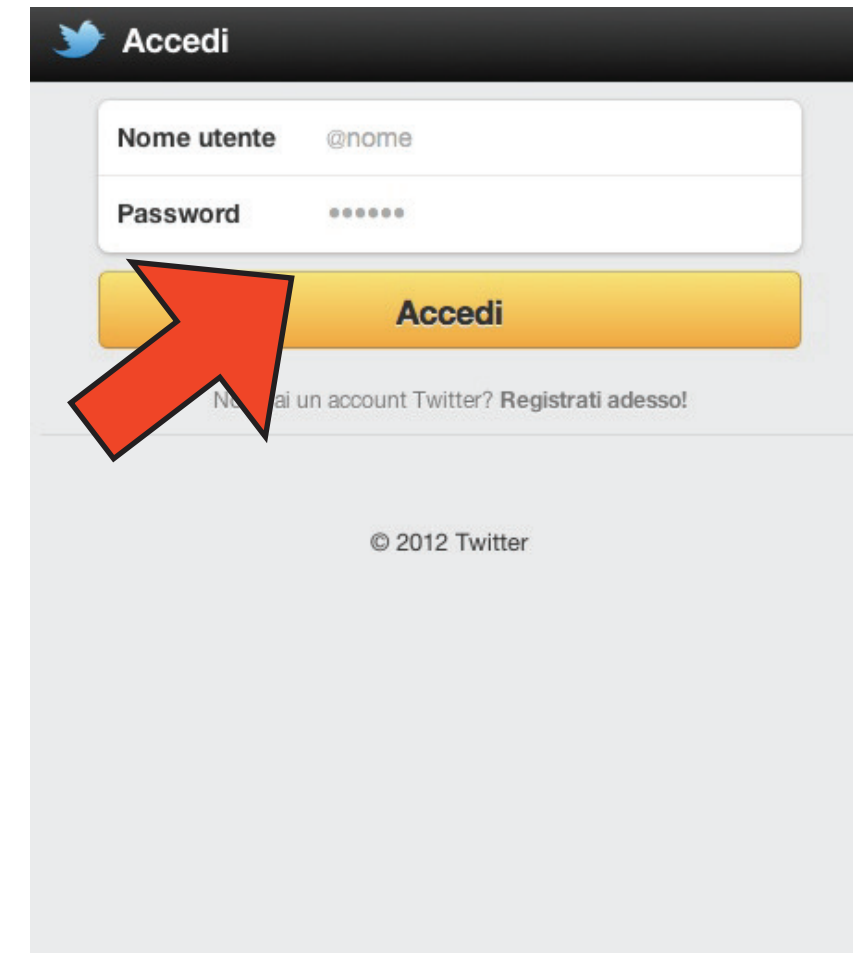 Accedi
Nome utente @nome
Password ••••••
Accedi
ai un account Twitter? Registrati adesso!
© 2012 Twitter